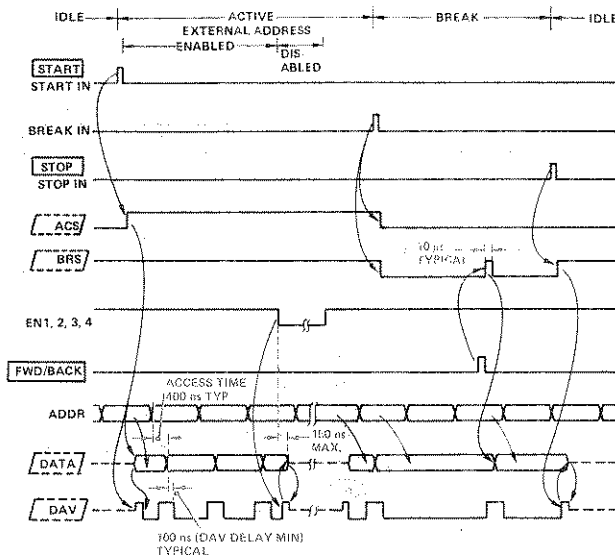 IDLE ACTIVE BREAK IDLE
EXTERNAL ADDRESS
ENABLED DIS-
ABLED
START
START IN
BREAK IN
STOP
STOP IN
ACS
BRS
TYPICAL
EN1, 2, 3, 4
FWD/BACK
ACCESS TIME
400 ns TYP
ADDR
150 ns
MAX.
DATA
DAV
100 ns (DAV DELAY MIN)
TYPICAL